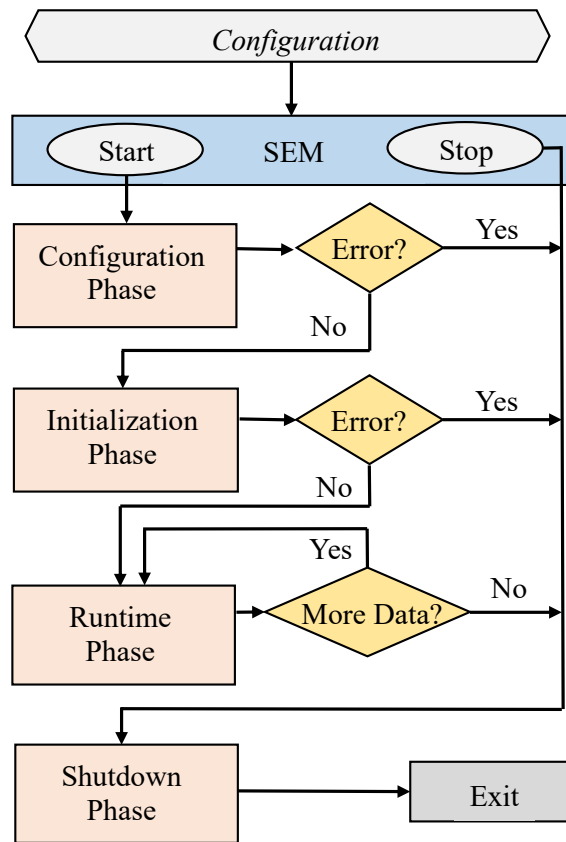 Configuration
Start
SEM
Stop
Configuration
Phase
Error?
Yes
No
Initialization
Phase
Error?
Yes
No
Yes
Runtime
Phase
More Data?
No
Shutdown
Phase
Exit